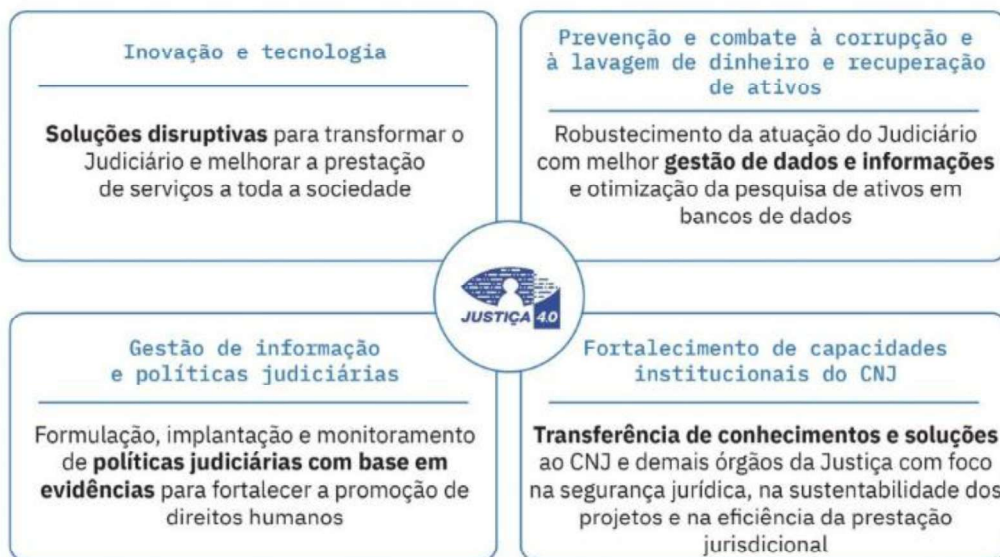 Inovação e tecnologia
Soluções disruptivas para transformar o
Judiciário e melhorar a prestação
de serviços a toda a sociedade
Prevenção e combate à corrupção e
à lavagem de dinheiro e recuperação
de ativos
Robustecimento da atuação do Judiciário
com melhor gestão de dados e informações
e otimização da pesquisa de ativos em
bancos de dados
JUSTIÇA 4.0
Gestão de informação
e políticas judiciárias
Formulação, implantação e monitoramento
de políticas judiciárias com base em
evidências para fortalecer a promoção de
direitos humanos
Fortalecimento de capacidades
institucionais do CNJ
Transferência de conhecimentos e soluções
ao CNJ e demais órgãos da Justiça com foco
na segurança jurídica, na sustentabilidade dos
projetos e na eficiência da prestação
jurisdicional